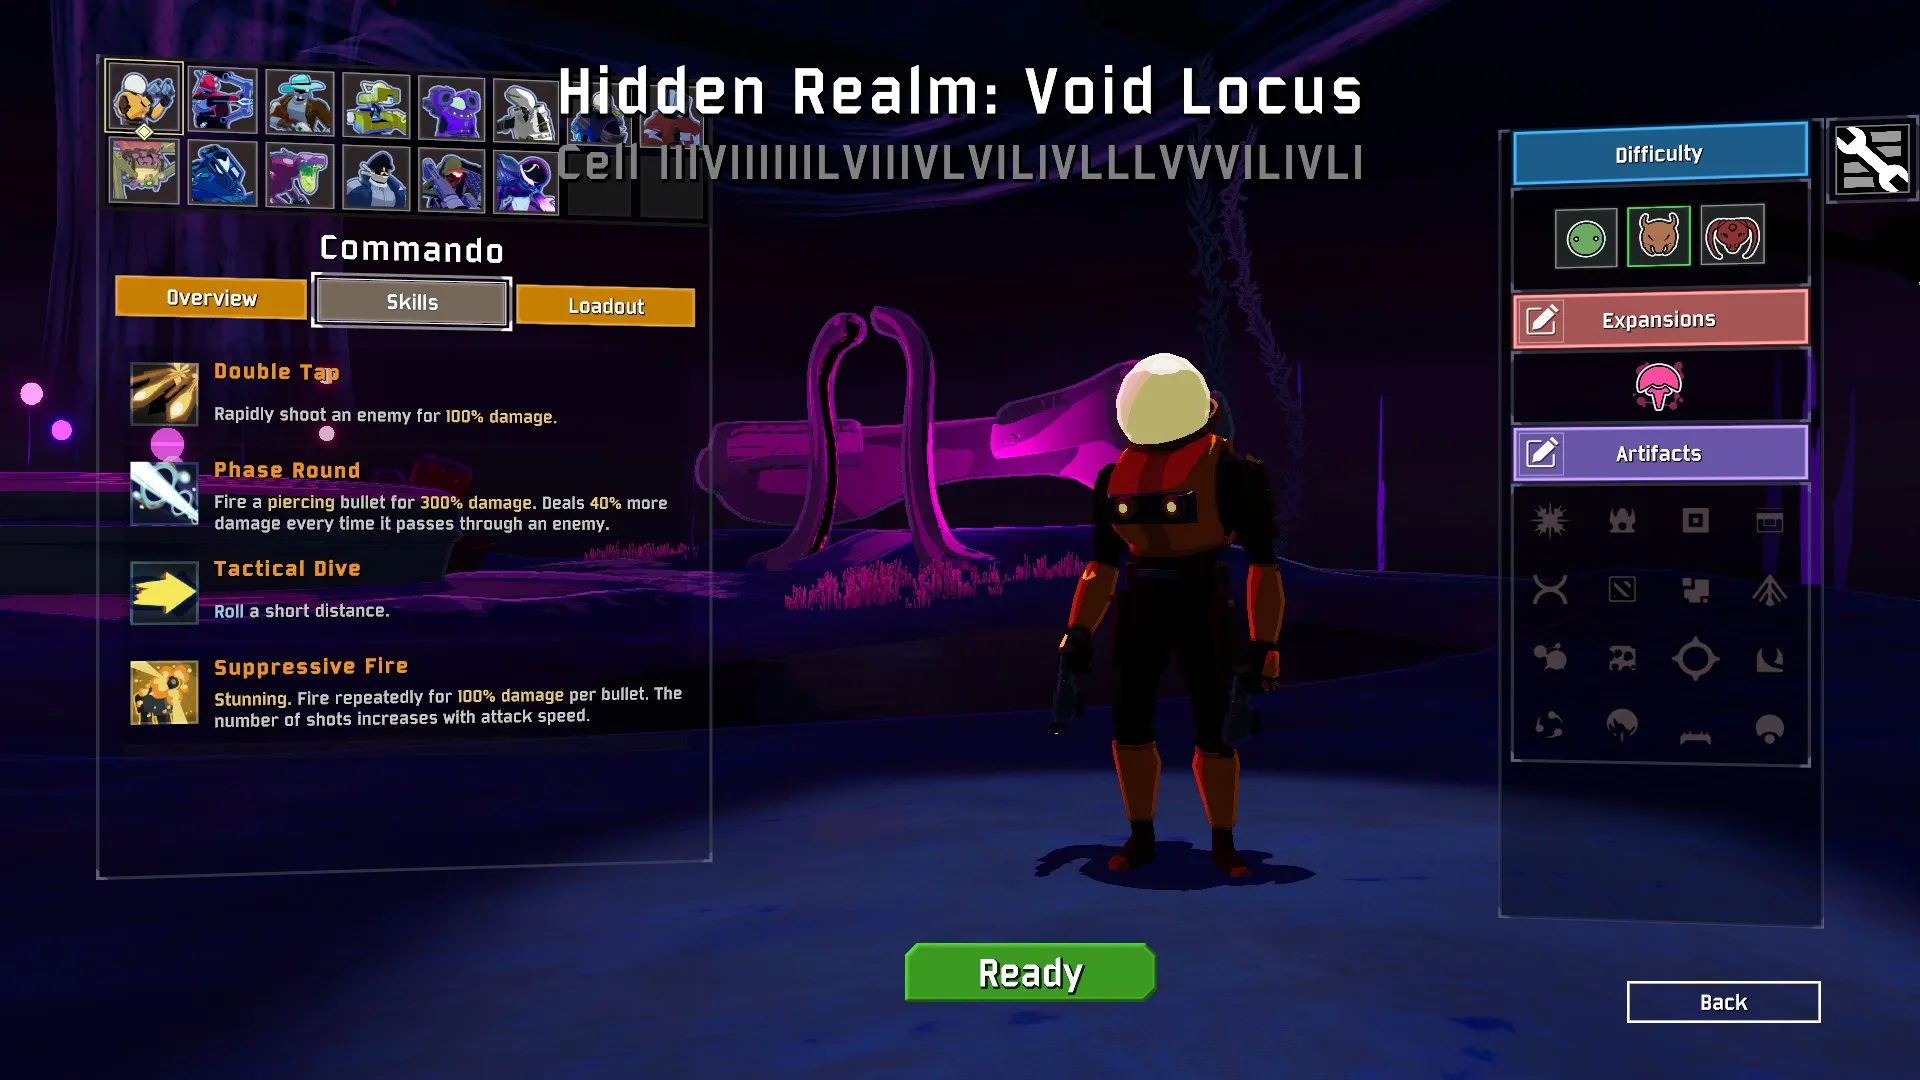 Hidden Realm: Void Locus
Cell IIIVIIIIIILVIIIVLVILIVLLLVVVILIVLI
Commando
Overview
Skills
Loadout
Double Tap
Rapidly shoot an enemy for 100% damage.
Phase Round
Fire a piercing bullet for 300% damage. Deals 40% more
damage every time it passes through an enemy.
Tactical Dive
Roll a short distance.
Suppressive Fire
Stunning. Fire repeatedly for 100% damage per bullet. The
number of shots increases with attack speed.
Difficulty
Expansions
Artifacts
Ready
Back